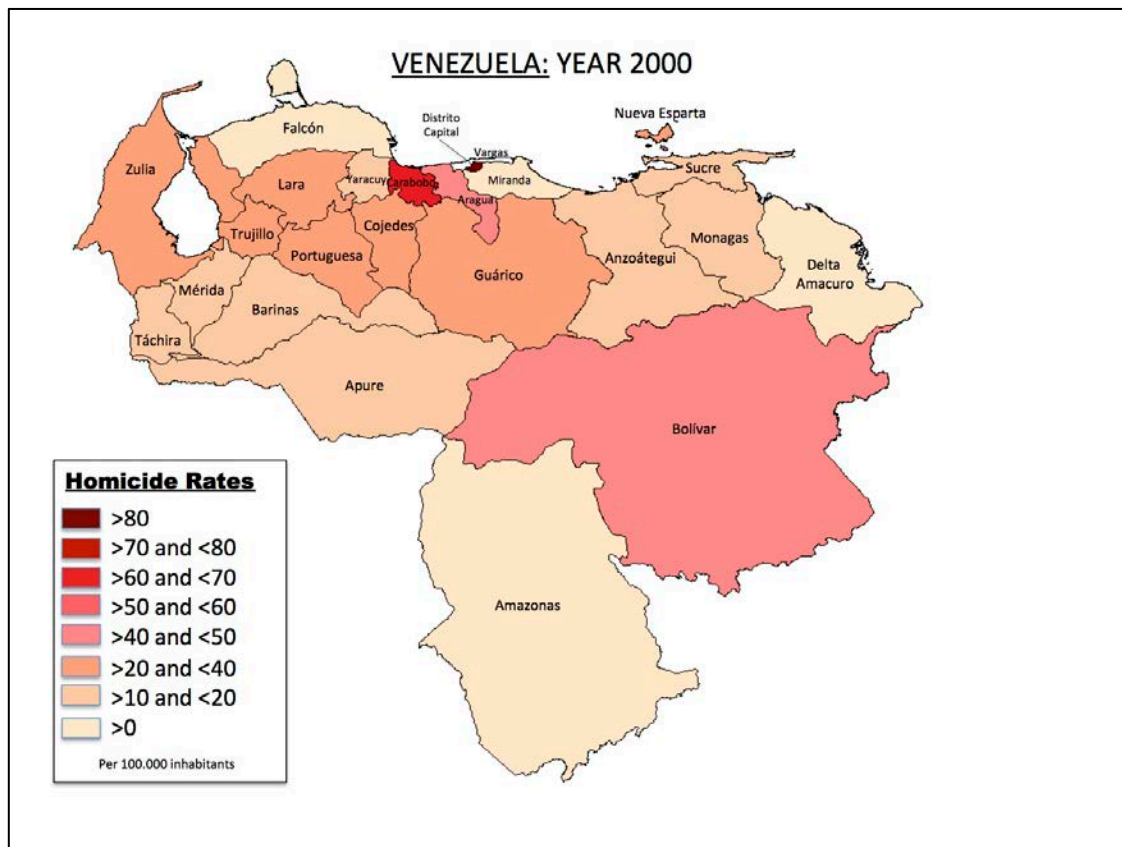 VENEZUELA: YEAR 2000
Nueva Esparta
Distrito
Capital
Falcón
Vargas
Zulia
Sucre
Lara
Yaracuy
Carabobo
Miranda
Aragua
Trujillo
Cojedes
Monagas
Portuguesa
Anzoátegui
Delta
Amacuro
Guárico
Mérida
Barinas
Táchira
Apure
Bolívar
Homicide Rates
>80
>70 and <80
>60 and <70
>50 and <60
>40 and <50
>20 and <40
>10 and <20
>0
Per 100.000 inhabitants
Amazonas